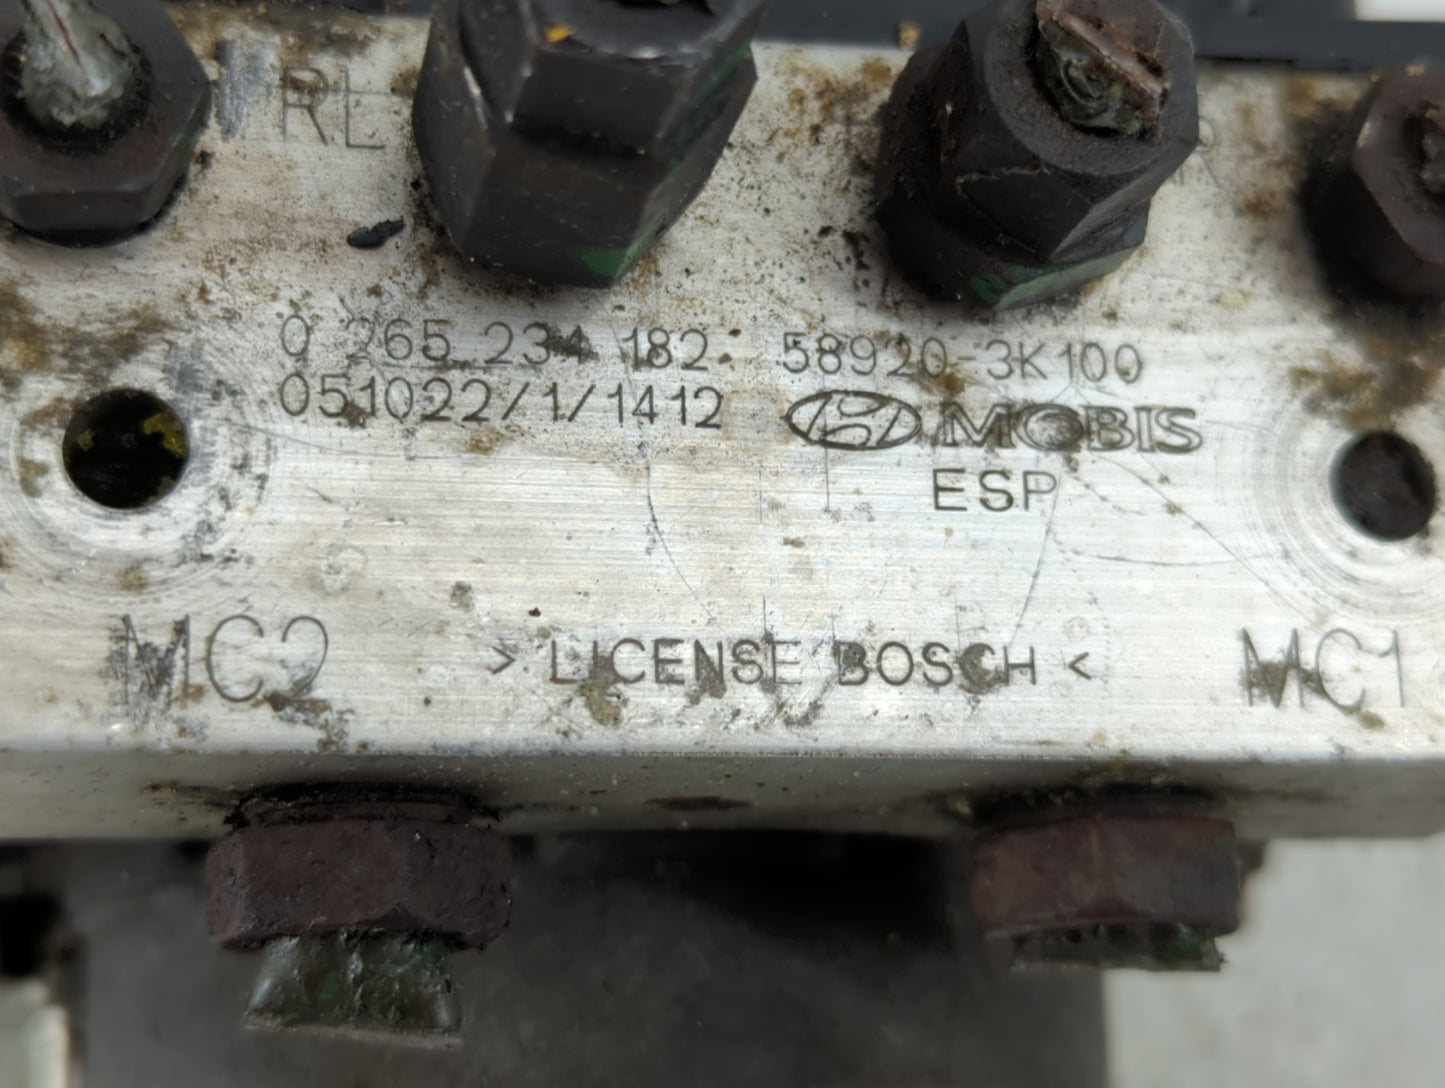 RL
0 265 234 182 58920-3K100
051022/1/1412 MOBIS
ESP
MC2 > LICENSE BOSCH < MC1